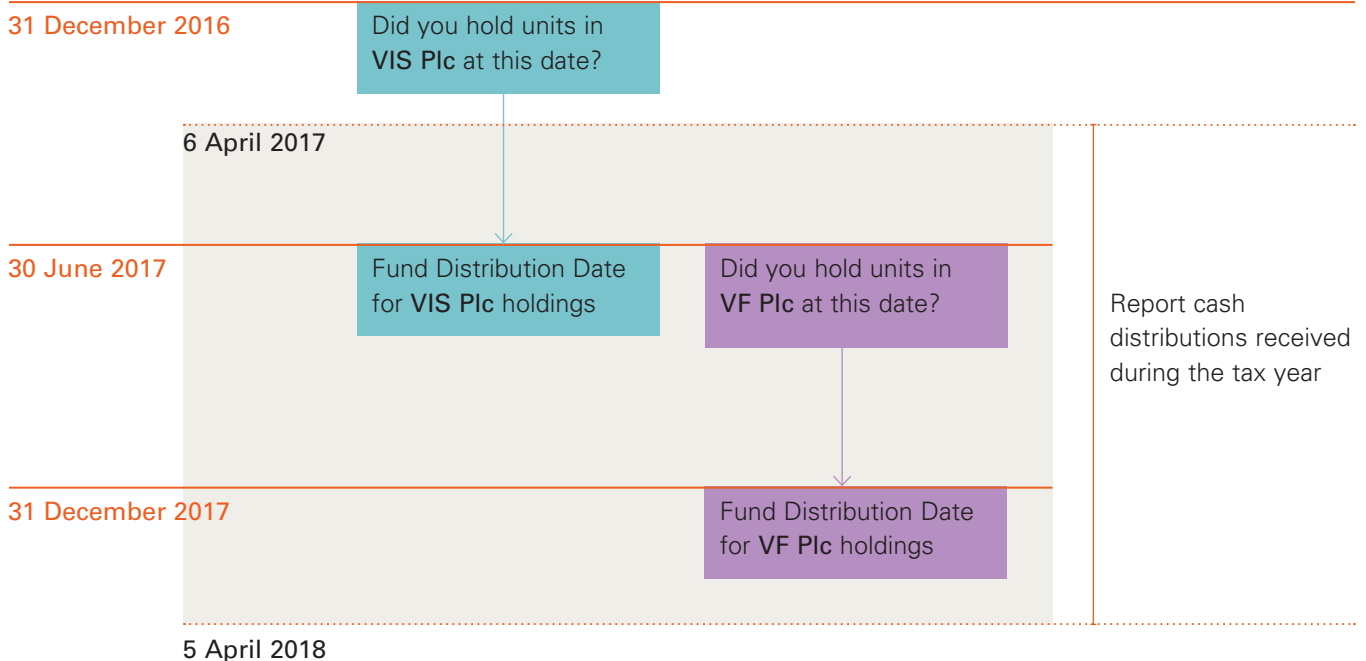 31 December 2016
Did you hold units in
VIS Plc at this date?
6 April 2017
30 June 2017
Fund Distribution Date
for VIS Plc holdings
Did you hold units in
VF Plc at this date?
Report cash
distributions received
during the tax year
31 December 2017
Fund Distribution Date
for VF Plc holdings
5 April 2018